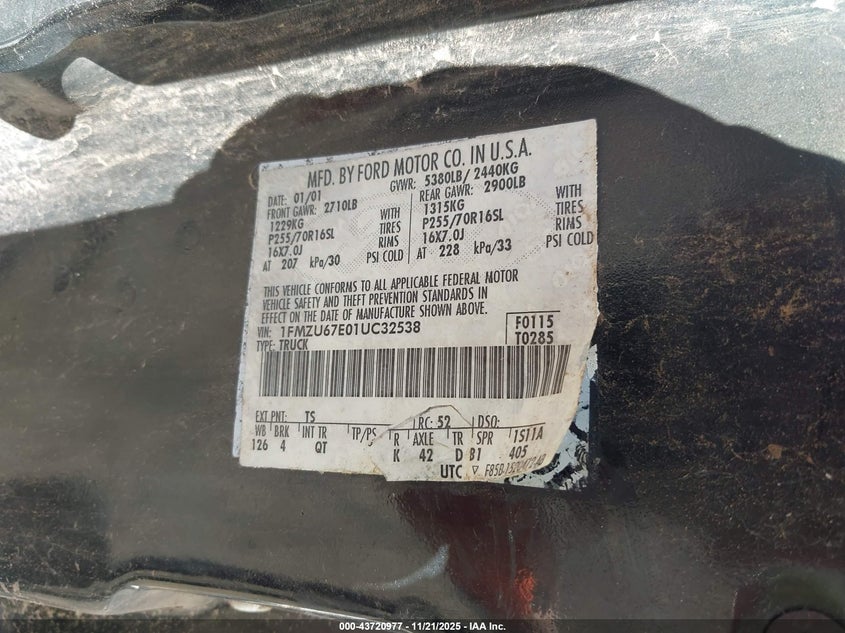 MFD. BY FORD MOTOR CO. IN U.S.A.
DATE: 01/01 GVWR: 5380LB/ 2440KG
FRONT GAWR: 2710LB REAR GAWR: 2900LB
1229KG WITH 1315KG WITH
P255/70R16SL TIRES P255/70R16SL TIRES
16X7.0J RIMS 16X7.0J RIMS
AT 207 kPa/30 PSI COLD AT 228 kPa/33 PSI COLD
THIS VEHICLE CONFORMS TO ALL APPLICABLE FEDERAL MOTOR
VEHICLE SAFETY AND THEFT PREVENTION STANDARDS IN
EFFECT ON THE DATE OF MANUFACTURE SHOWN ABOVE.
VIN: 1FMZU67E01UC32538 F0115
TYPE: TRUCK T0285
EXT PNT: TS RC: 52 DSO:
WB BRK INT TR TP/PS R AXLE TR SPR 1S11A
126 4 QT K 42 D B1 405
UTC
000-43720977 - 11/21/2025 - IAA Inc.